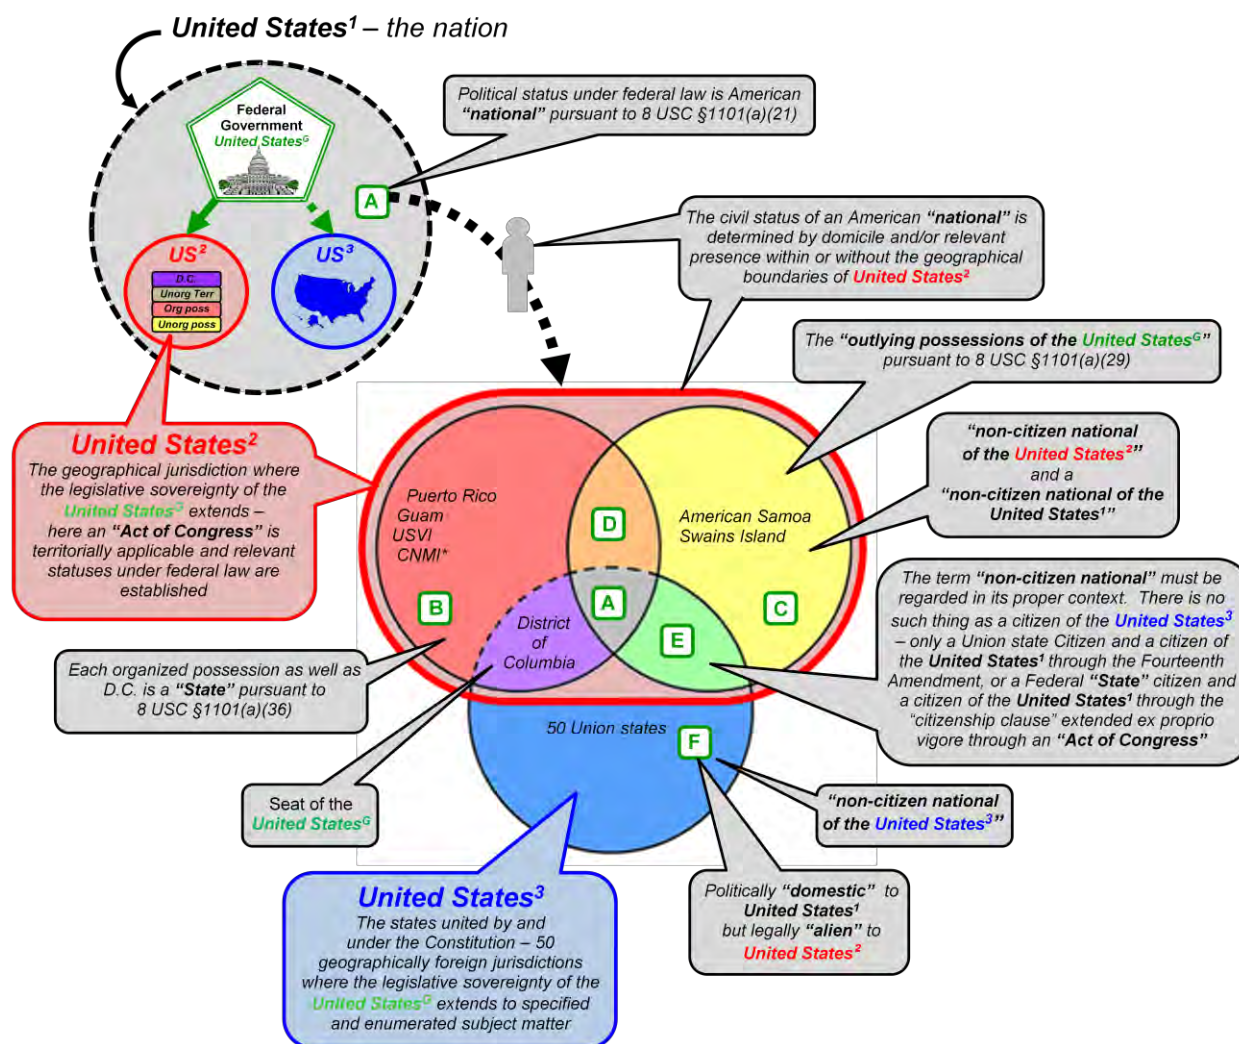 United States¹ – the nation
Federal
Government
United Statesᴳ
Political status under federal law is American
“national” pursuant to 8 USC §1101(a)(21)
A
US²
D.C.
Unorg Terr
Org poss
Unorg poss
US³
The civil status of an American “national” is
determined by domicile and/or relevant
presence within or without the geographical
boundaries of United States²
The “outlying possessions of the United Statesᴳ”
pursuant to 8 USC §1101(a)(29)
United States²
The geographical jurisdiction where
the legislative sovereignty of the
United Statesᴳ extends –
here an “Act of Congress” is
territorially applicable and relevant
statuses under federal law are
established
“non-citizen national
of the United States²”
and a
“non-citizen national of the
United States¹”
Puerto Rico
Guam
USVI
CNMI*
D
American Samoa
Swains Island
B
A
C
E
District
of
Columbia
The term “non-citizen national” must be
regarded in its proper context.  There is no
such thing as a citizen of the United States³
– only a Union state Citizen and a citizen of
the United States¹ through the Fourteenth
Amendment, or a Federal “State” citizen and
a citizen of the United States¹ through the
“citizenship clause” extended ex proprio
vigore through an “Act of Congress”
Each organized possession as well as
D.C. is a “State” pursuant to
8 USC §1101(a)(36)
50 Union states
F
Seat of the
United Statesᴳ
“non-citizen national
of the United States³”
United States³
The states united by and
under the Constitution – 50
geographically foreign jurisdictions
where the legislative sovereignty of the
United Statesᴳ extends to specified
and enumerated subject matter
Politically “domestic” to
United States¹
but legally “alien” to
United States²